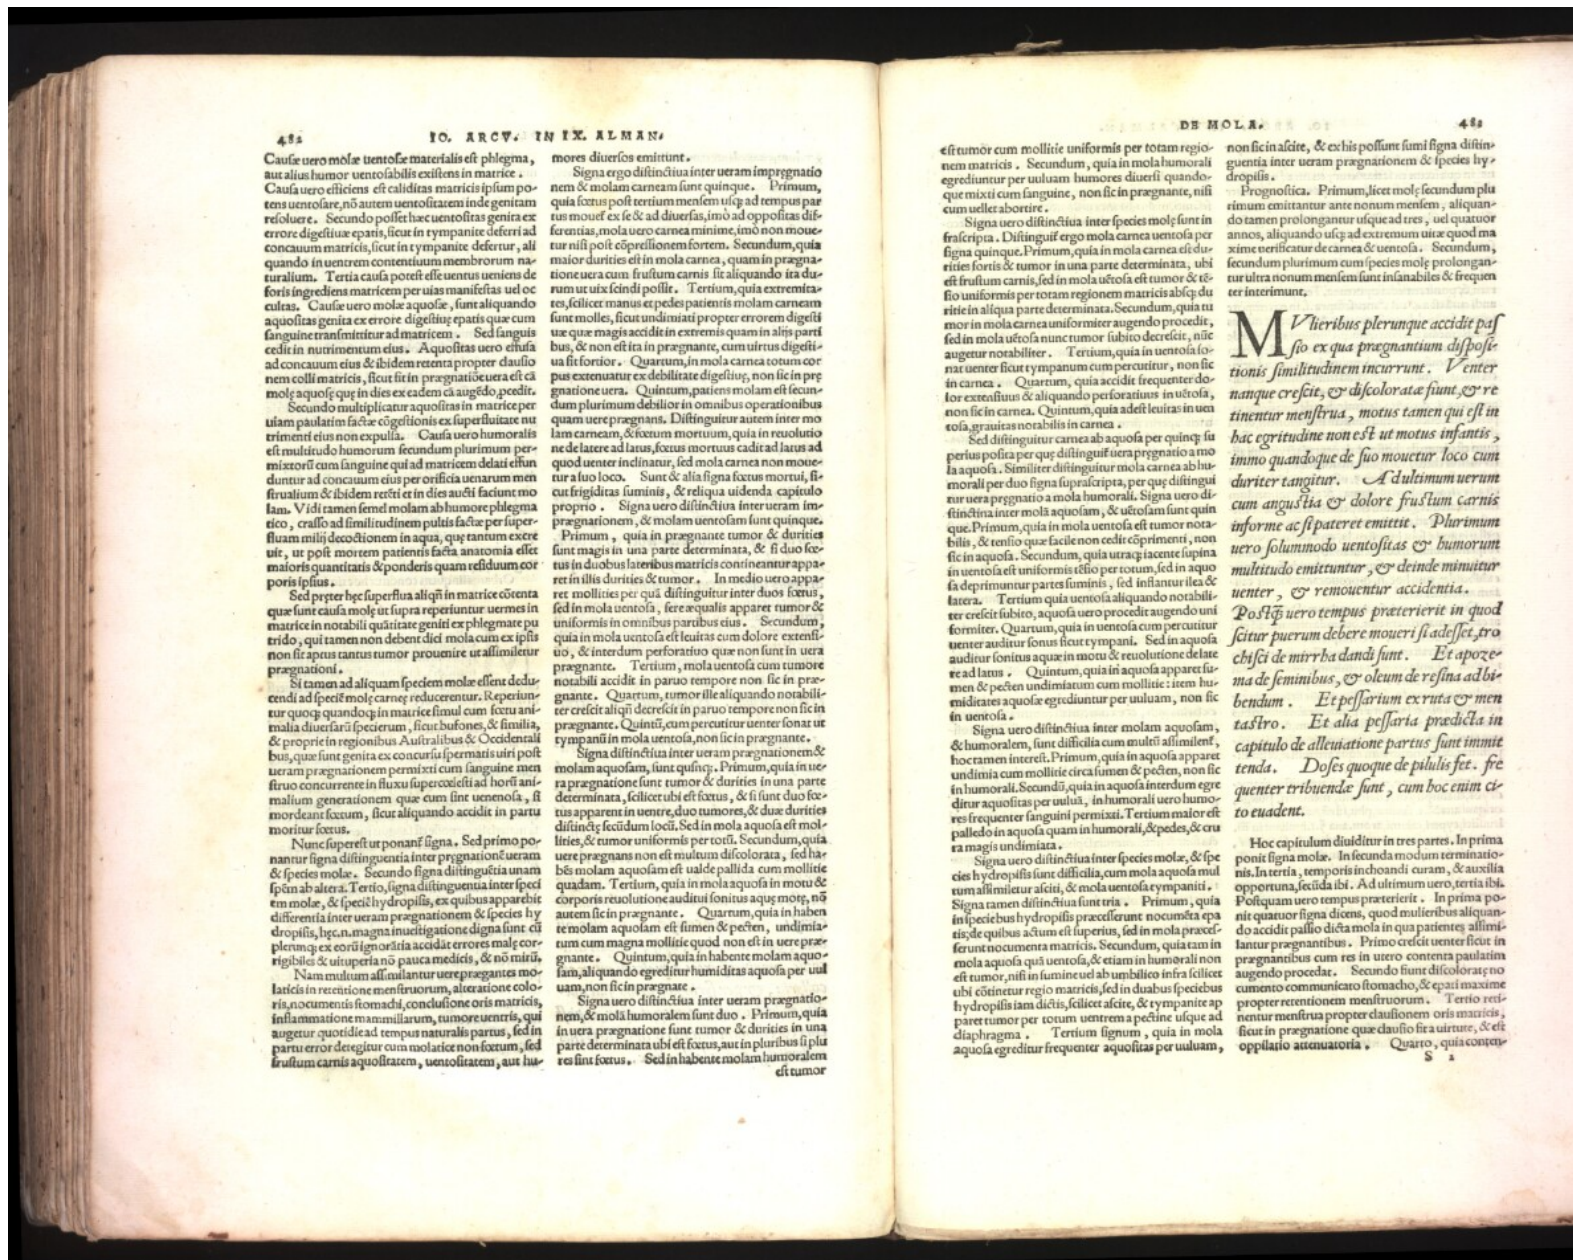 482
IO. ARCV. IN IX. ALMAN.
Causæ uero molæ uentosæ materialis est phlegma,
aut alius humor uentosabilis existens in matrice.
Causa uero efficiens est caliditas matricis ipsum po-
tens uentosare, nō autem uentositatem inde genitam
resoluere. Secundo posset hæc uentositas genita ex
errore digestiuæ epatis, sicut in tympanite deferri ad
concauum matricis, sicut in tympanite defertur, ali
quando in uentrem contentiuum membrorum na-
turalium. Tertia causa potest esse uentus ueniens de
foris ingrediens matricem per uias manifestas uel oc
cultas. Causæ uero molæ aquosæ, sunt aliquando
aquositas genita ex errore digestiuę epatis quæ cum
sanguine transmittitur ad matricem. Sed sanguis
cedit in nutrimentum eius. Aquositas uero effusa
ad concauum eius & ibidem retenta propter clausio
nem colli matricis, sicut fit in prægnatiōe uera est cā
molę aquosę quę in dies ex eadem cā augēdo ꝓcedit.
Secundo multiplicatur aquositas in matrice per
uiam paulatim factæ cōgestionis ex superfluitate nu
trimenti eius non expulsa. Causa uero humoralis
est multitudo humorum secundum plurimum per-
mixtorū cum sanguine qui ad matricem delati effun
duntur ad concauum eius per orificia uenarum men
strualium & ibidem retēti et in dies aucti faciunt mo
lam. Vidi tamen semel molam ab humore phlegma
tico, crasso ad similitudinem pultis factæ per super-
fluam milij decoctionem in aqua, quę tantum excre
uit, ut post mortem patientis facta anatomia esset
maioris quantitatis & ponderis quam residuum cor
poris ipsius.
Sed pręter hęc superflua aliqñ in matrice cōtenta
quæ sunt causa molę ut supra reperiuntur uermes in
matrice in notabili quātitate geniti ex phlegmate pu
trido, qui tamen non debent dici mola cum ex ipsis
non sit aptus tantus tumor prouenire ut assimiletur
prægnationi.
Si tamen ad aliquam speciem molæ essent dedu-
cendi ad speciē molę carneę reducerentur. Reperiun-
tur quoq; quandoq; in matrice simul cum fœtu ani-
malia diuersarū specierum, sicut bufones, & similia,
& proprie in regionibus Australibus & Occidentali
bus, quæ sunt genita ex concursu spermatis uiri post
ueram prægnationem permixti cum sanguine men
struo concurrente influxu supercœlesti ad horū ani
malium generationem quæ cum sint uenenosa, si
mordeant fœtum, sicut aliquando accidit in partu
moritur fœtus.
Nunc superest ut ponant̃ signa. Sed primo po-
nantur signa distinguentia inter pręgnationē ueram
& species molæ. Secundo signa distinguētia unam
spēm ab altera. Tertio, signa distinguentia inter speci
em molæ, & speciē hydropisis, ex quibus apparebit
differentia inter ueram prægnationem & species hy
dropisis, hęc.n. magna inuestigatione digna sunt cū
plerunq; ex eorū ignorātia accidāt errores malę cor-
rigibiles & uituperia nō pauca medicis, & nō mirū,
Nam multum assimilantur uere prægantes mo-
laticis in retentione menstruorum, alteratione colo-
ris, nocumentis stomachi, conclusione oris matricis,
inflammatione mammillarum, tumore uentris, qui
augetur quotidie ad tempus naturalis partus, sed in
partu error detegitur cum molatice non fœtum, sed
frustum carnis aquositatem, uentositatem, aut hu-
mores diuersos emittunt.
Signa ergo distinctiua inter ueram impręgnatio
nem & molam carneam sunt quinque. Primum,
quia fœtus post tertium mensem usq; ad tempus par
tus mouet̃ ex se & ad diuersas, imò ad oppositas dif-
ferentias, mola uero carnea minime, imò non moue-
tur nisi post cōpressionem fortem. Secundum, quia
maior durities est in mola carnea, quam in prægna-
tione uera cum frustum carnis sit aliquando ita du-
rum ut uix scindi possit. Tertium, quia extremita-
tes, scilicet manus et pedes patientis molam carneam
sunt molles, sicut undimiati propter errorem digesti
uæ quæ magis accidit in extremis quam in alijs parti
bus, & non est ita in prægnante, cum uirtus digesti-
ua sit fortior. Quartum, in mola carnea totum cor
pus extenuatur ex debilitate digestiuę, non sic in prę
gnatione uera. Quintum, patiens molam est secun-
dum plurimum debilior in omnibus operationibus
quam uere prægnans. Distinguitur autem inter mo
lam carneam, & fœtum mortuum, quia in reuolutio
ne de latere ad latus, fœtus mortuus cadit ad latus ad
quod uenter inclinatur, sed mola carnea non moue-
tur a suo loco. Sunt & alia signa fœtus mortui, si-
cut frigiditas suminis, & reliqua uidenda capitulo
proprio. Signa uero distinctiua inter ueram im-
prægnationem, & molam uentosam sunt quinque.
Primum, quia in prægnante tumor & durities
sunt magis in una parte determinata, & si duo fœ-
tus in duobus lateribus matricis contineantur appa-
ret in illis durities & tumor. In medio uero appa-
ret mollities per quā distinguitur inter duos fœtus,
sed in mola uentosa, fere æqualis apparet tumor &
uniformis in omnibus partibus eius. Secundum,
quia in mola uentosa est leuitas cum dolore extensi-
uo, & interdum perforatiuo quæ non sunt in uera
prægnante. Tertium, mola uentosa cum tumore
notabili accidit in paruo tempore non sic in præ-
gnante. Quartum, tumor ille aliquando notabili-
ter crescit aliqñ decrescit in paruo tempore non sic in
prægnante. Quintū, cum percutitur uenter sonat ut
tympanū in mola uentosa, non sic in prægnante.
Signa distinctiua inter ueram prægnationem &
molam aquosam, sunt quinq;. Primum, quia in ue-
ra prægnatione sunt tumor & durities in una parte
determinata, scilicet ubi est fœtus, & si sunt duo fœ-
tus apparent in uentre, duo tumores, & duæ durities
distinctę secūdum locū. Sed in mola aquosa est mol-
lities, & tumor uniformis per totū. Secundum, quia
uere prægnans non est multum discolorata, sed ha-
bēs molam aquosam est ualde pallida cum mollitie
quadam. Tertium, quia in mola aquosa in motu &
corporis reuolutione auditui sonitus aquę motę, nō
autem sic in prægnante. Quartum, quia in haben
te molam aquosam est sumen & pecten, undimia-
tum cum magna mollitie quod non est in uere præ-
gnante. Quintum, quia in habente molam aquo-
sam, aliquando egreditur humiditas aquosa per uul
uam, non sic in prægnate.
Signa uero distinctiua inter ueram prægnatio-
nem, & molā humoralem sunt duo. Primum, quia
in uera prægnatione sunt tumor & durities in una
parte determinata ubi est fœtus, aut in pluribus si plu
res sint fœtus. Sed in habente molam humoralem
est tumor
DE MOLA.
483
est tumor cum mollitie uniformis per totam regio-
nem matricis. Secundum, quia in mola humorali
egrediuntur per uuluam humores diuersi quando-
que mixti cum sanguine, non sic in prægnante, nisi
cum uellet abortire.
Signa uero distinctiua inter species molę sunt in
frascripta. Distinguit̃ ergo mola carnea uentosa per
signa quinque. Primum, quia in mola carnea est du-
rities fortis & tumor in una parte determinata, ubi
est frustum carnis, sed in mola uētosa est tumor & tē-
sio uniformis per totam regionem matricis absq; du
ritie in aliqua parte determinata. Secundum, quia tu
mor in mola carnea uniformiter augendo procedit,
sed in mola uētosa nunc tumor subito decrescit, nūc
augetur notabiliter. Tertium, quia in uentosa so-
nat uenter sicut tympanum cum percutitur, non sic
in carnea. Quartum, quia accidit frequenter do-
lor extensiuus & aliquando perforatiuus in uētosa,
non sic in carnea. Quintum, quia adest leuitas in uen
tosa, grauitas notabilis in carnea.
Sed distinguitur carnea ab aquosa per quinq; su
perius posita per quę distinguit̃ uera prægnatio a mo
la aquosa. Similiter distinguitur mola carnea ab hu-
morali per duo signa suprascripta, per quę distingui
tur uera prægnatio a mola humorali. Signa uero di-
stinctiua inter molā aquosam, & uētosam sunt quin
que. Primum, quia in mola uentosa est tumor nota-
bilis, & tensio quæ facile non cedit cōprimenti, non
sic in aquosa. Secundum, quia utraq; iacente supina
in uentosa est uniformis tēsio per totum, sed in aquo
sa deprimuntur partes suminis, sed instantur ilea &
latera. Tertium quia uentosa aliquando notabili-
ter crescit subito, aquosa uero procedit augendo uni
formiter. Quartum, quia in uentosa cum percutitur
uenter auditur sonus sicut tympani. Sed in aquosa
auditur sonitus aquæ in motu & reuolutione de late
re ad latus. Quintum, quia in aquosa apparet su-
men & pecten undimiatum cum mollitie: item hu-
miditates aquosæ egrediuntur per uuluam, non sic
in uentosa.
Signa uero distinctiua inter molam aquosam,
& humoralem, sunt difficilia cum multū assimilent̃,
hoc tamen interest. Primum, quia in aquosa apparet
undimia cum mollitie circa sumen & pecten, non sic
in humorali. Secundū, quia in aquosa interdum egre
ditur aquositas per uuluā, in humorali uero humo-
res frequenter sanguini permixti. Tertium maior est
palledo in aquosa quam in humorali, & pedes, & cru
ra magis undimiata.
Signa uero distinctiua inter species molæ, & spe
cies hydropisis sunt difficilia, cum mola aquosa mul
tum assimiletur asciti, & mola uentosa tympaniti.
Signa tamen distinctiua sunt tria. Primum, quia
in speciebus hydropisis præcesserunt nocumēta epa
tis, de quibus actum est superius, sed in mola præces-
serunt nocumenta matricis. Secundum, quia tam in
mola aquosa quā uentosa, & etiam in humorali non
est tumor, nisi in sumine uel ab umbilico infra scilicet
ubi cōtinetur regio matricis, sed in duabus speciebus
hydropisis iam dictis, scilicet ascite, & tympanite ap
paret tumor per totum uentrem a pectine usque ad
diaphragma. Tertium signum, quia in mola
aquosa egreditur frequenter aquositas per uuluam,
non sic in ascite, & ex his possunt sumi signa distin-
guentia inter ueram prægnationem & species hy-
dropisis.
Prognostica. Primum, licet molę secundum plu
rimum emittantur ante nonum mensem, aliquan-
do tamen prolongantur usque ad tres, uel quatuor
annos, aliquando usq; ad extremum uitæ quod ma
xime uerificatur de carnea & uentosa. Secundum,
secundum plurimum cum species molę prolongan-
tur ultra nonum mensem sunt insanabiles & frequen
ter interimunt.
MVlieribus plerunque accidit pas
sio ex qua prægnantium disposi-
tionis similitudinem incurrunt. Venter
nanque crescit, & discoloratæ fiunt, & re
tinentur menstrua, motus tamen qui est in
hac egritudine non est ut motus infantis,
immo quandoque de suo mouetur loco cum
duriter tangitur. Ad ultimum uerum
cum angustia & dolore frustum carnis
informe ac si pateret emittit. Plurimum
uero solummodo uentositas & humorum
multitudo emittuntur, & deinde minuitur
uenter, & remouentur accidentia.
Postq̃ uero tempus præterierit in quod
scitur puerum debere moueri si adesset, tro
chisci de mirrha dandi sunt. Et apoze-
ma de seminibus, & oleum de resina adbi-
bendum. Et pessarium ex ruta & men
tastro. Et alia pessaria prædicta in
capitulo de alleuiatione partus sunt immit
tenda. Doses quoque de pilulis fet. fre
quenter tribuendæ sunt, cum hoc enim ci-
to euadent.
Hoc capitulum diuiditur in tres partes. In prima
ponit signa molæ. In secunda modum terminatio-
nis. In tertia, temporis inchoandi curam, & auxilia
opportuna, secūda ibi. Ad ultimum uero, tertia ibi.
Postquam uero tempus præterierit. In prima po-
nit quatuor signa dicens, quod mulieribus aliquan-
do accidit passio dicta mola in qua patientes assimi-
lantur prægnantibus. Primo crescit uenter sicut in
prægnantibus cum res in utero contenta paulatim
augendo procedat. Secundo fiunt discoloratę no
cumento communicato stomacho, & epati maxime
propter retentionem menstruorum. Tertio reti-
nentur menstrua propter clausionem oris matricis,
sicut in prægnatione quæ clausio fit a uirtute, & est
oppilatio attenuatoria. Quarto, quia conten-
S 2